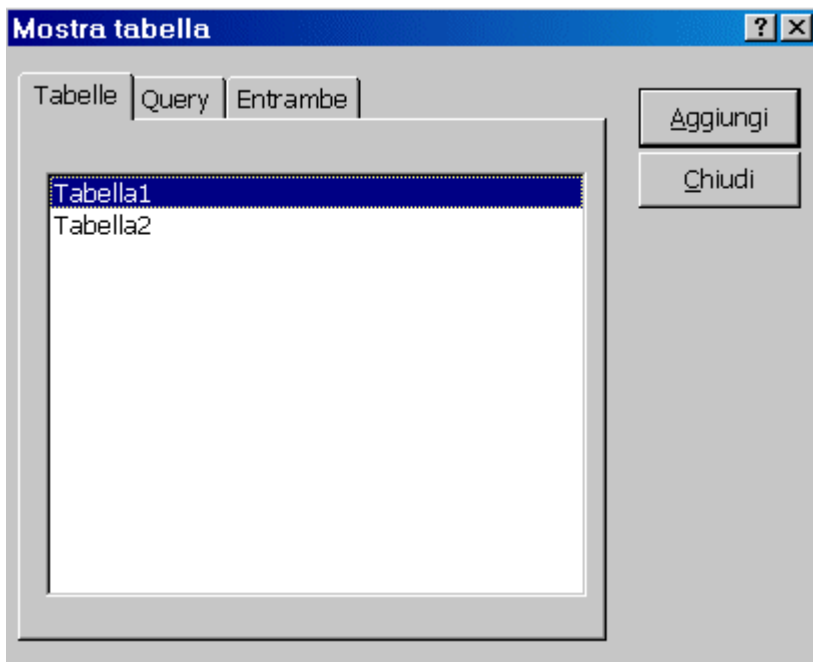 Mostra tabella
Tabelle Query Entrambe
Aggiungi
Chiudi
Tabella1
Tabella2